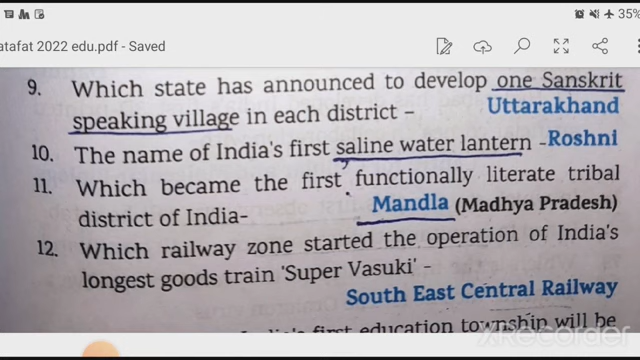 35%
atafat 2022 edu.pdf - Saved
9. Which state has announced to develop one Sanskrit
speaking village in each district - Uttarakhand
10. The name of India's first saline water lantern - Roshni
11. Which became the first functionally literate tribal
district of India- Mandla (Madhya Pradesh)
12. Which railway zone started the operation of India's
longest goods train 'Super Vasuki' -
South East Central Railway
first education township will be
XRecorder